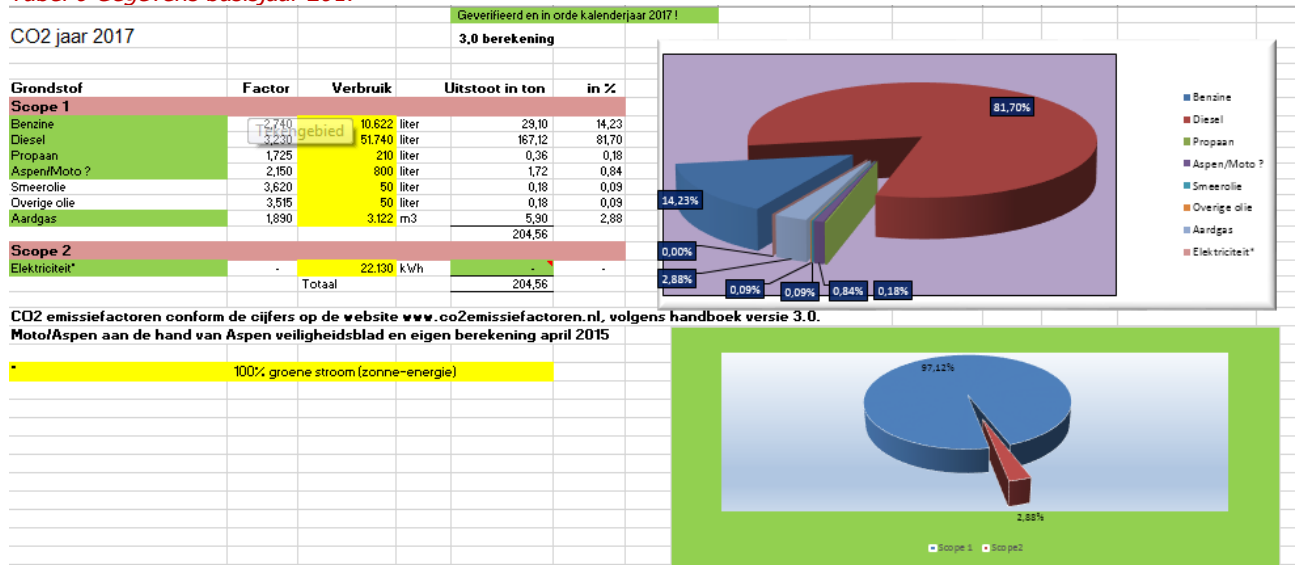 Geverifieerd en in orde kalenderjaar 2017 !
CO2 jaar 2017
3,0 berekening
Grondstof Factor Verbruik Uitstoot in ton in %
Scope 1
Benzine 2,740 10.622 liter 29,10 14,23
Diesel 3,230 51.740 liter 167,12 81,70
Tekengebied
Propaan 1,725 210 liter 0,36 0,18
Aspen/Moto ? 2,150 800 liter 1,72 0,84
Smeerolie 3,620 50 liter 0,18 0,09
Overige olie 3,515 50 liter 0,18 0,09
Aardgas 1,890 3.122 m3 5,90 2,88
204,56
Scope 2
Elektriciteit* - 22.130 kWh - -
Totaal 204,56
CO2 emissiefactoren conform de cijfers op de website www.co2emissiefactoren.nl, volgens handboek versie 3.0.
Moto/Aspen aan de hand van Aspen veiligheidsblad en eigen berekening april 2015
* 100% groene stroom (zonne-energie)
81,70%
14,23%
0,00%
2,88%
0,09%
0,09%
0,84%
0,18%
Benzine
Diesel
Propaan
Aspen/Moto ?
Smeerolie
Overige olie
Aardgas
Elektriciteit*
97,12%
2,88%
Scope 1 Scope2